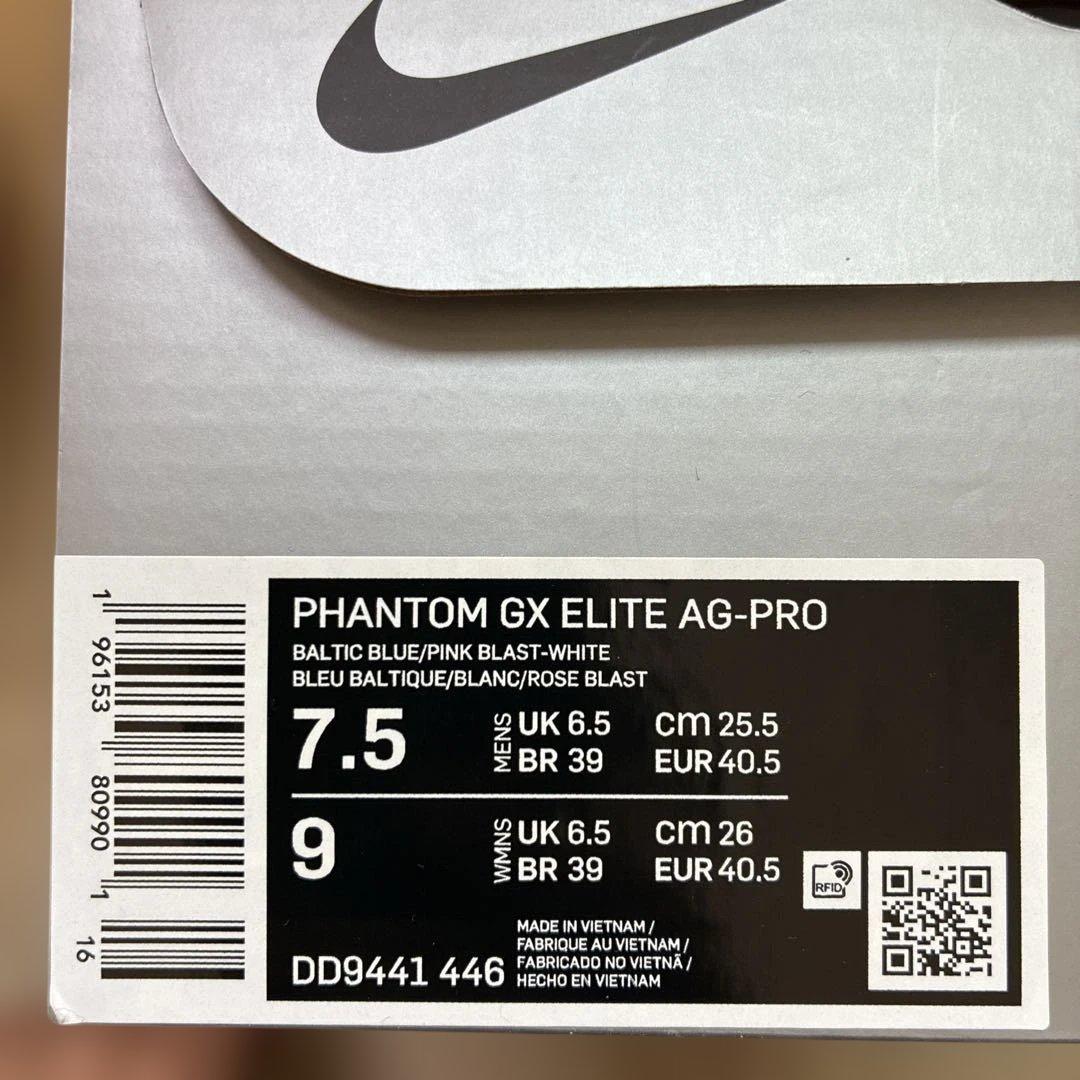 PHANTOM GX ELITE AG-PRO
BALTIC BLUE/PINK BLAST-WHITE
BLEU BALTIQUE/BLANC/ROSE BLAST
7.5 MENS UK 6.5 cm 25.5
BR 39 EUR 40.5
9 WMNS UK 6.5 cm 26
BR 39 EUR 40.5
RFID
DD9441 446
MADE IN VIETNAM /
FABRIQUE AU VIETNAM /
FABRICADO NO VIETNÃ /
HECHO EN VIETNAM
1 96153 80990 1 16